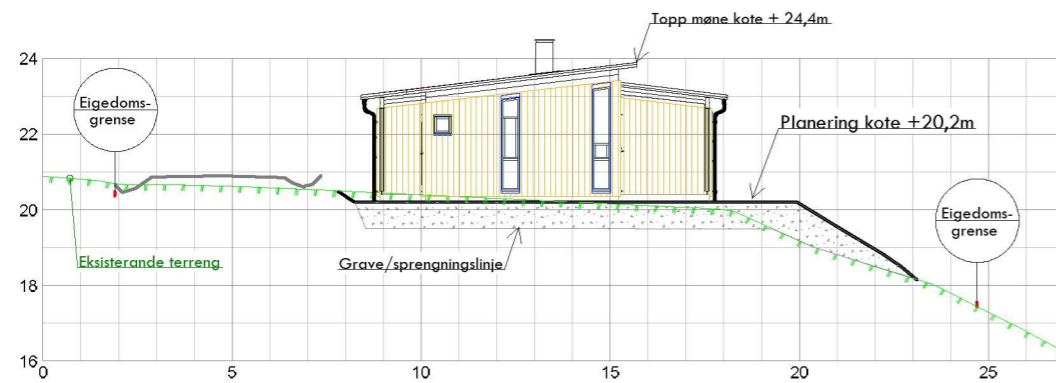 Topp møne kote + 24,4m
24
Eigedoms-
grense
22
Planering kote +20,2m
20
Eigedoms-
grense
Eksisterande terreng
Grave/sprengningslinje
18
16
0
5
10
15
20
25